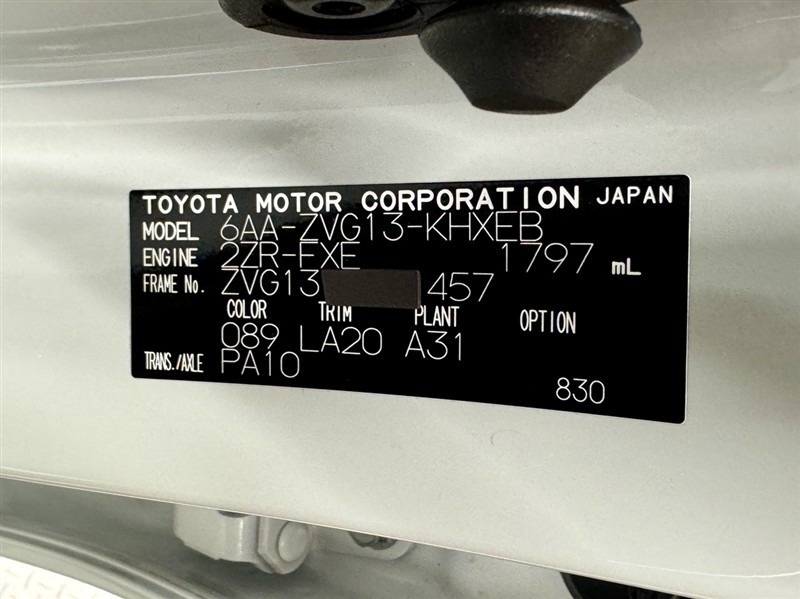 TOYOTA MOTOR CORPORATION JAPAN
MODEL 6AA-ZVG13-KHXEB
ENGINE 2ZR-FXE 1797 mL
FRAME No. ZVG13 457
COLOR TRIM PLANT OPTION
089 LA20 A31
TRANS./AXLE PA10
830